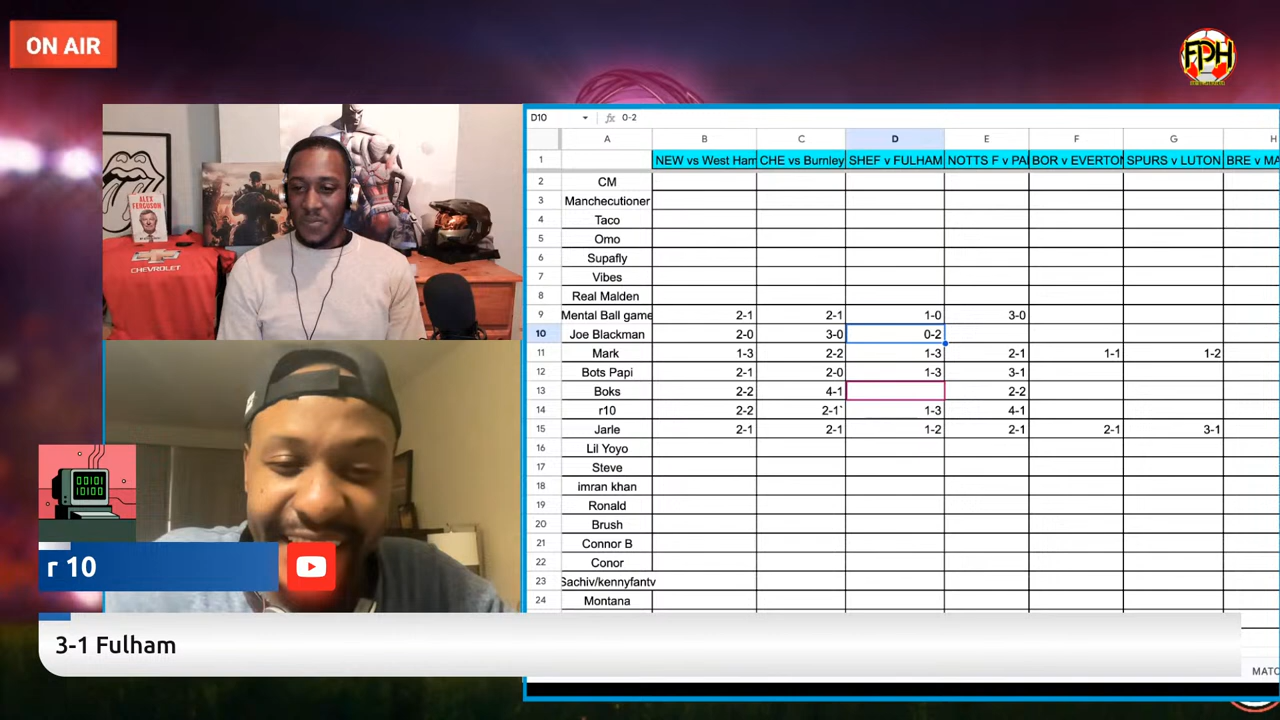 ON AIR
FPH
ALEX
FERGUSON
CHEVROLET
D10 fx 0-2
A B C D E F G H
1 NEW vs West Ham CHE vs Burnley SHEF v FULHAM NOTTS F v PA BOR v EVERTON SPURS v LUTON BRE v MA
2 CM
3 Manchecutioner
4 Taco
5 Omo
6 Supafly
7 Vibes
8 Real Malden
9 Mental Ball game 2-1 2-1 1-0 3-0
10 Joe Blackman 2-0 3-0 0-2
11 Mark 1-3 2-2 1-3 2-1 1-1 1-2
12 Bots Papi 2-1 2-0 1-3 3-1
13 Boks 2-2 4-1 2-2
14 r10 2-2 2-1` 1-3 4-1
15 Jarle 2-1 2-1 1-2 2-1 2-1 3-1
16 Lil Yoyo
17 Steve
18 imran khan
19 Ronald
20 Brush
21 Connor B
22 Conor
23 Sachiv/kennyfantv
24 Montana
MATC
00101
10100
r 10
3-1 Fulham